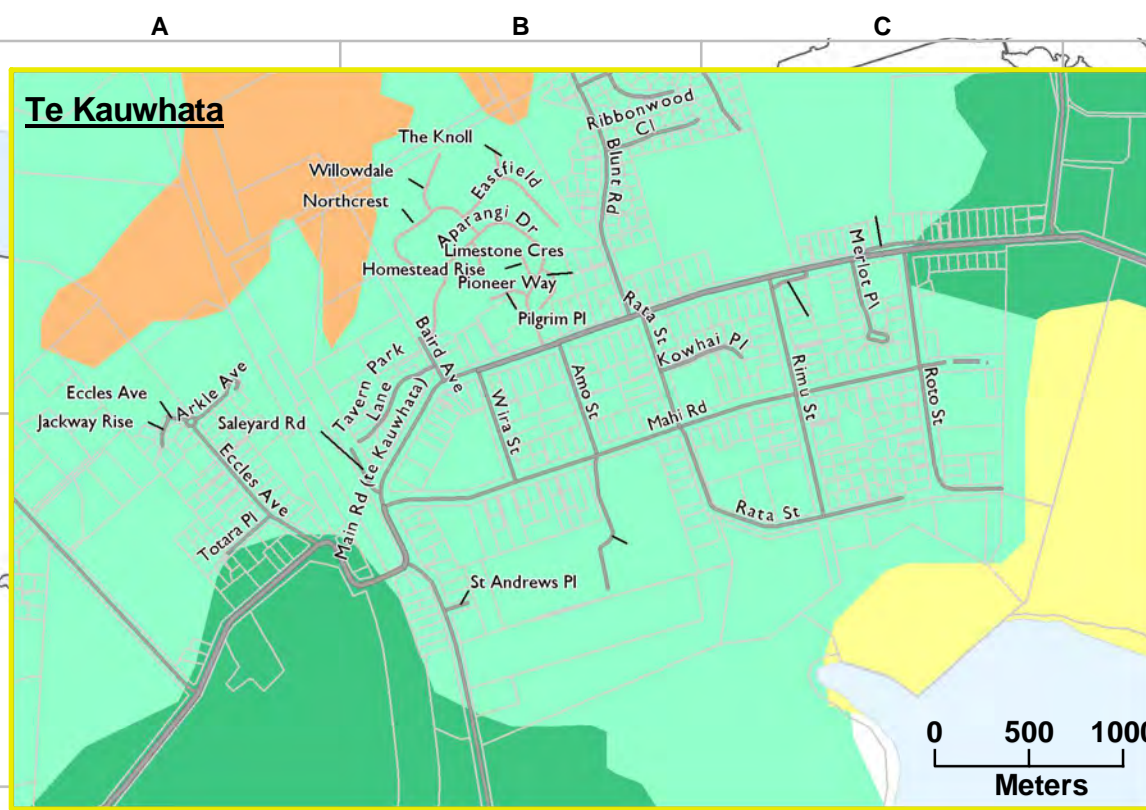 A B C
Te Kauwhata
Ribbonwood
Cl
The Knoll
Blunt Rd
Willowdale
Eastfield
Northcrest
Aparangi Dr
Limestone Cres
Merlot Pl
Homestead Rise
Pioneer Way
Pilgrim Pl
Rata St
Baird Ave
Kowhai Pl
Tavern Park
Lane
Eccles Ave
Arkle Ave
Wira St
Amo St
Rimu St
Roto St
Jackway Rise
Saleyard Rd
Mahi Rd
Main Rd (te Kauwhata)
Eccles Ave
Rata St
Totara Pl
St Andrews Pl
0 500 1000
Meters